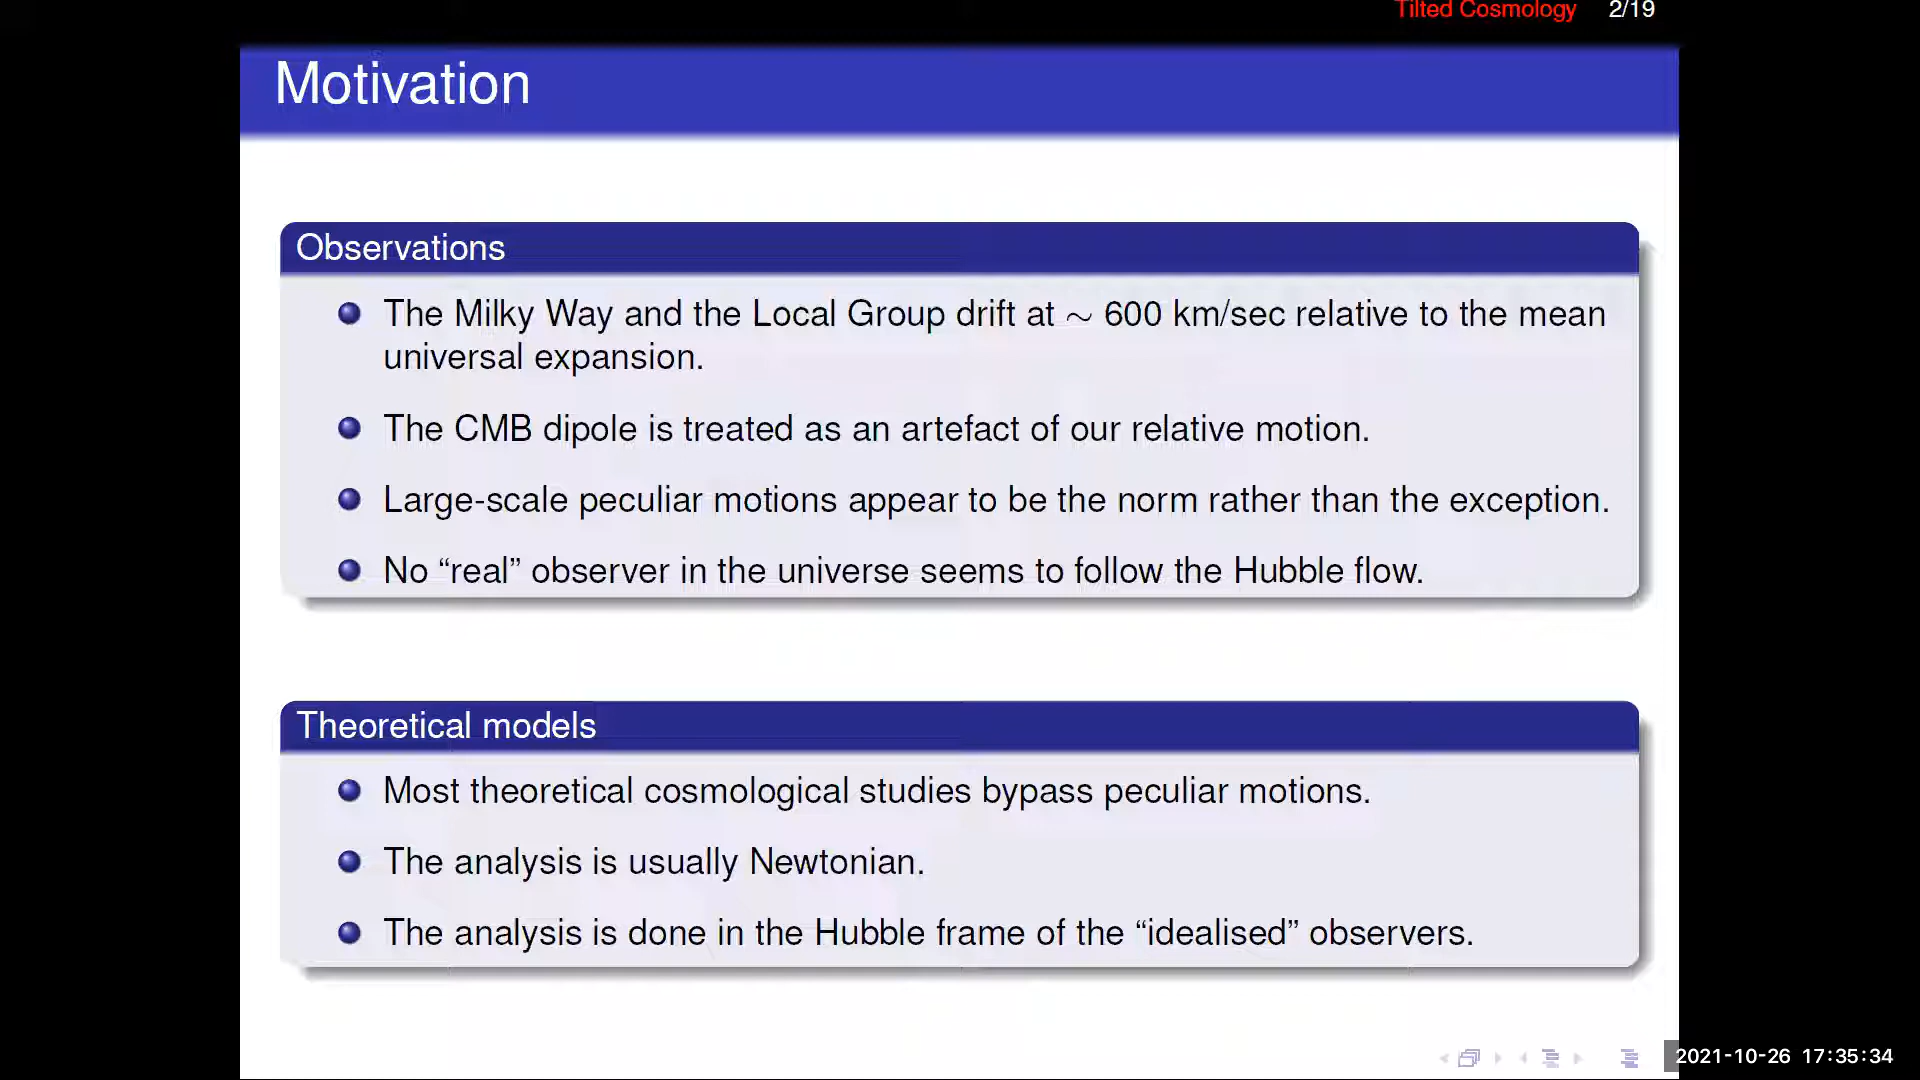 Tilted Cosmology 2/19
Motivation
Observations
The Milky Way and the Local Group drift at ~ 600 km/sec relative to the mean
universal expansion.
The CMB dipole is treated as an artefact of our relative motion.
Large-scale peculiar motions appear to be the norm rather than the exception.
No “real” observer in the universe seems to follow the Hubble flow.
Theoretical models
Most theoretical cosmological studies bypass peculiar motions.
The analysis is usually Newtonian.
The analysis is done in the Hubble frame of the “idealised” observers.
2021-10-26 17:35:34